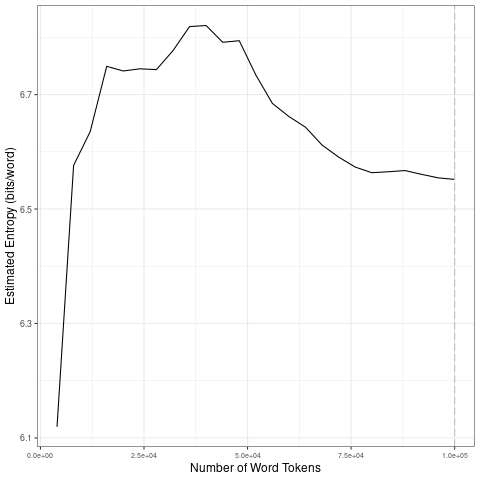 Estimated Entropy (bits/word)
6.7
6.5
6.3
6.1
0.0e+00 2.5e+04 5.0e+04 7.5e+04 1.0e+05
Number of Word Tokens